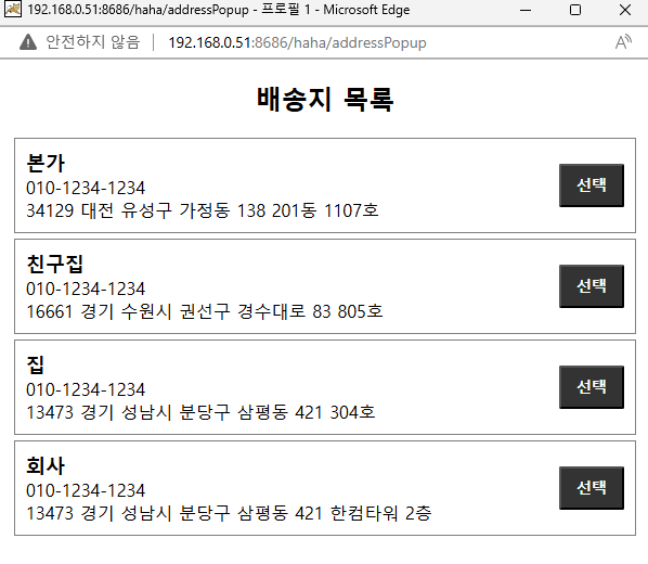 192.168.0.51:8686/haha/addressPopup - 프로필 1 - Microsoft Edge
안전하지 않음 192.168.0.51:8686/haha/addressPopup A
배송지 목록
본가
010-1234-1234
34129 대전 유성구 가정동 138 201동 1107호
선택
친구집
010-1234-1234
16661 경기 수원시 권선구 경수대로 83 805호
선택
집
010-1234-1234
13473 경기 성남시 분당구 삼평동 421 304호
선택
회사
010-1234-1234
13473 경기 성남시 분당구 삼평동 421 한컴타워 2층
선택